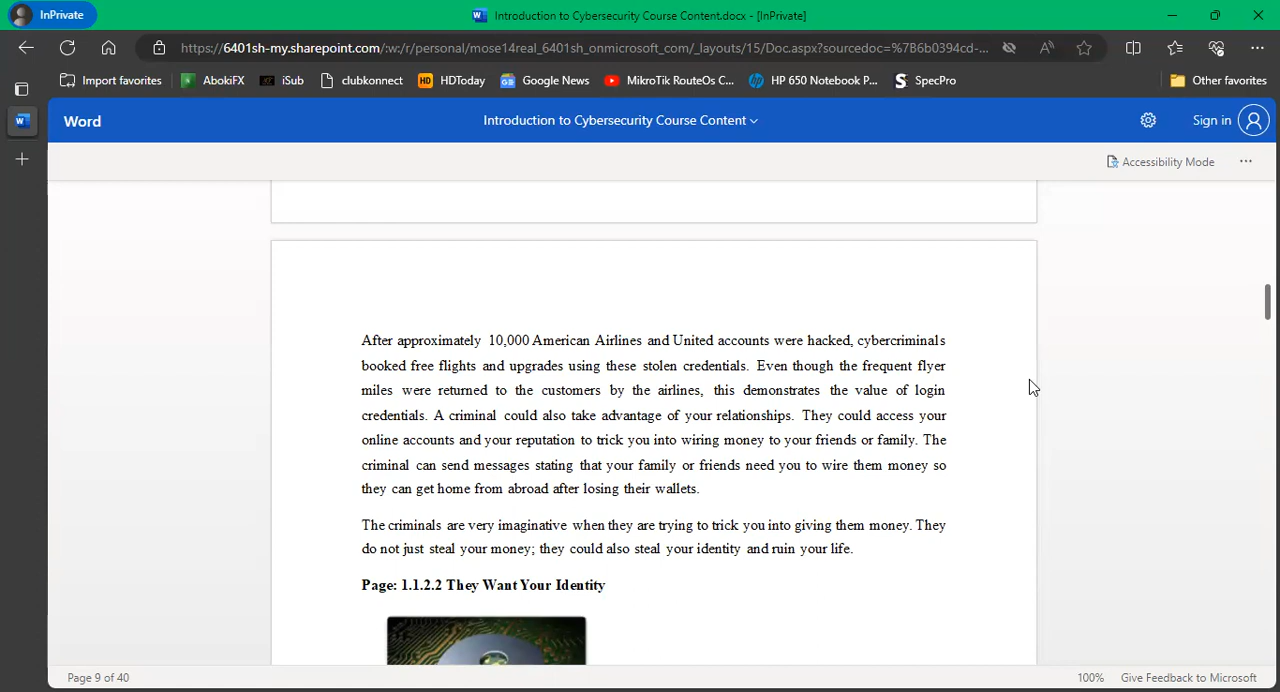 InPrivate
Introduction to Cybersecurity Course Content.docx - [InPrivate]
https://6401sh-my.sharepoint.com/:w:/r/personal/mose14real_6401sh_onmicrosoft_com/_layouts/15/Doc.aspx?sourcedoc=%7B6b0394cd-...
Import favorites
AbokiFX
iSub
clubkonnect
HD HDToday
Google News
MikroTik RouteOs C...
hp HP 650 Notebook P...
S SpecPro
Other favorites
Word
Introduction to Cybersecurity Course Content
Sign in
Accessibility Mode
After approximately 10,000 American Airlines and United accounts were hacked, cybercriminals
booked free flights and upgrades using these stolen credentials. Even though the frequent flyer
miles were returned to the customers by the airlines, this demonstrates the value of login
credentials. A criminal could also take advantage of your relationships. They could access your
online accounts and your reputation to trick you into wiring money to your friends or family. The
criminal can send messages stating that your family or friends need you to wire them money so
they can get home from abroad after losing their wallets.
The criminals are very imaginative when they are trying to trick you into giving them money. They
do not just steal your money; they could also steal your identity and ruin your life.
Page: 1.1.2.2 They Want Your Identity
Page 9 of 40
100%
Give Feedback to Microsoft